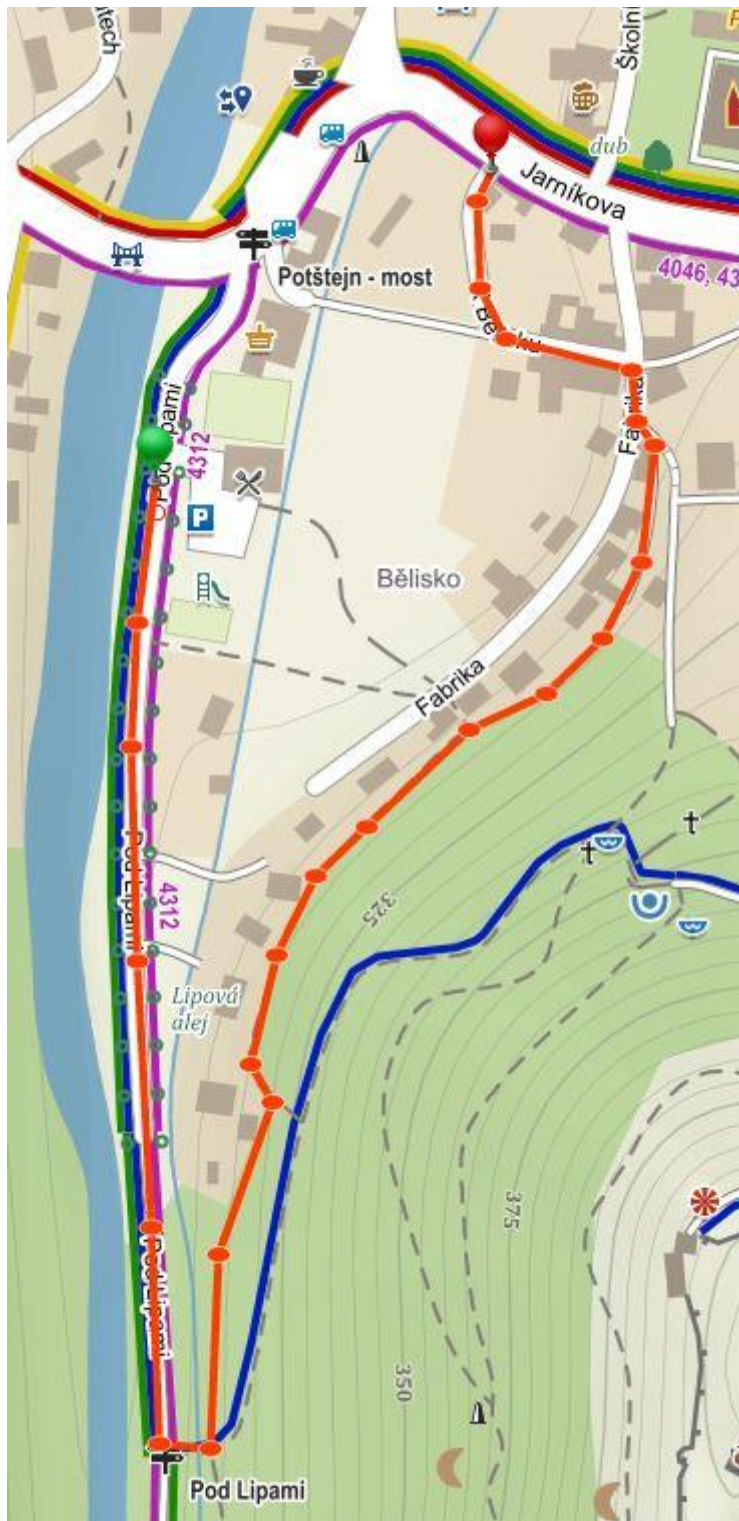 Školní
dub
Jarníkova
4046, 43
Potštejn - most
Fabrika
Pod Lipami
4312
P
Bělisko
Fabrika
Pod Lipami
4312
325
Lipová
alej
375
Pod Lipami
350
Pod Lipami